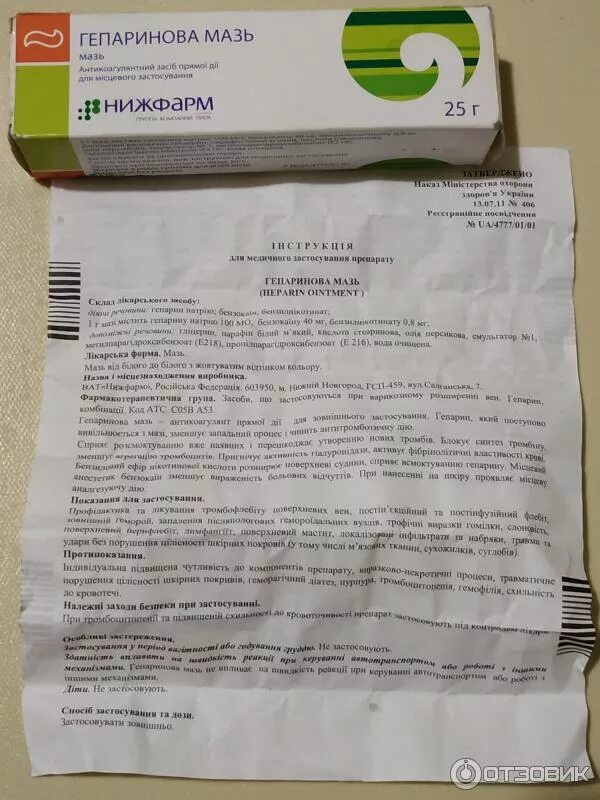 ГЕПАРИНОВА МАЗЬ
мазь
Антикоагулянтний засіб прямої дії
для місцевого застосування
НИЖФАРМ
25 г
ЗАТВЕРДЖЕНО
Наказ Міністерства охорони
здоров'я України
13.07.11 № 406
Реєстраційне посвідчення
№ UA/4777/01/01
ІНСТРУКЦІЯ
для медичного застосування препарату
ГЕПАРИНОВА МАЗЬ
(HEPARIN OINTMENT )
Склад лікарського засобу:
діючі речовини: гепарин натрію; бензокаїн, бензилнікотинат;
1 г мазі містить гепарину натрію 100 МО, бензокаїну 40 мг, бензилнікотинату 0,8 мг;
допоміжні речовини: гліцерин, парафін білий м'який, кислота стеаринова, олія персикова, емульгатор №1,
метилпарагідроксибензоат (Е218), пропілпарагідроксибензоат (Е 216), вода очищена.
Лікарська форма. Мазь.
Мазь від білого до білого з жовтуватим відтінком кольору.
Назва і місцезнаходження виробника.
ВАТ«Нижфарм», Російська Федерація. 603950, м. Нижній Новгород, ГСП-459, вул.Салганська, 7.
Фармакотерапевтична група. Засоби, що застосовуються при варикозному розширенні вен. Гепарин,
комбінації. Код АТС С05В А53.
Гепаринова мазь – антикоагулянт прямої дії для зовнішнього застосування. Гепарин, який поступово
вивільнюється з мазі, зменшує запальний процес і чинить антитромботичну дію.
Сприяє розсмоктуванню вже наявних і перешкоджає утворенню нових тромбів. Блокує синтез тромбіну,
зменшує агрегацію тромбоцитів. Пригнічує активність гіалуронідази, активує фібринолітичні властивості крові.
Бензиловий ефір нікотинової кислоти розширює поверхневі судини, сприяє всмоктуванню гепарину. Місцевий
анестетик бензокаїн зменшує вираженість больових відчуттів. При нанесенні на шкіру проявляє місцеву
аналгезуючу дію.
Показання для застосування.
Профілактика та лікування тромбофлебіту поверхневих вен, постін'єкційний та постінфузійний флебіт,
зовнішній геморой, запалення післяпологових гемороїдальних вузлів, трофічні виразки гомілки, слоновість,
поверхневий перифлебіт, лімфангіїт, поверхневий мастит, локалізовані інфільтрати та набряки, травми та
удари без порушення цілісності шкірних покривів (у тому числі м'язових тканин, сухожилків, суглобів).
Протипоказання.
Індивідуальна підвищена чутливість до компонентів препарату, виразково-некротичні процеси, травматичне
порушення цілісності шкірних покривів, геморагічний діатез, пурпура, тромбоцитопенія, гемофілія, схильність
до кровотечі.
Належні заходи безпеки при застосуванні.
При тромбоцитопенії та підвищеній схильності до кровоточивості препарат застосовують під контролем лікаря.
Особливі застереження.
Застосування у період вагітності або годування груддю. Не застосовують.
Здатність впливати на швидкість реакції при керуванні автотранспортом або роботі з іншими
механізмами. Гепаринова мазь не впливає на швидкість реакції при керуванні автотранспортом або роботі з
іншими механізмами.
Діти. Не застосовують.
Спосіб застосування та дози.
Застосовувати зовнішньо.
ОТЗОВИК